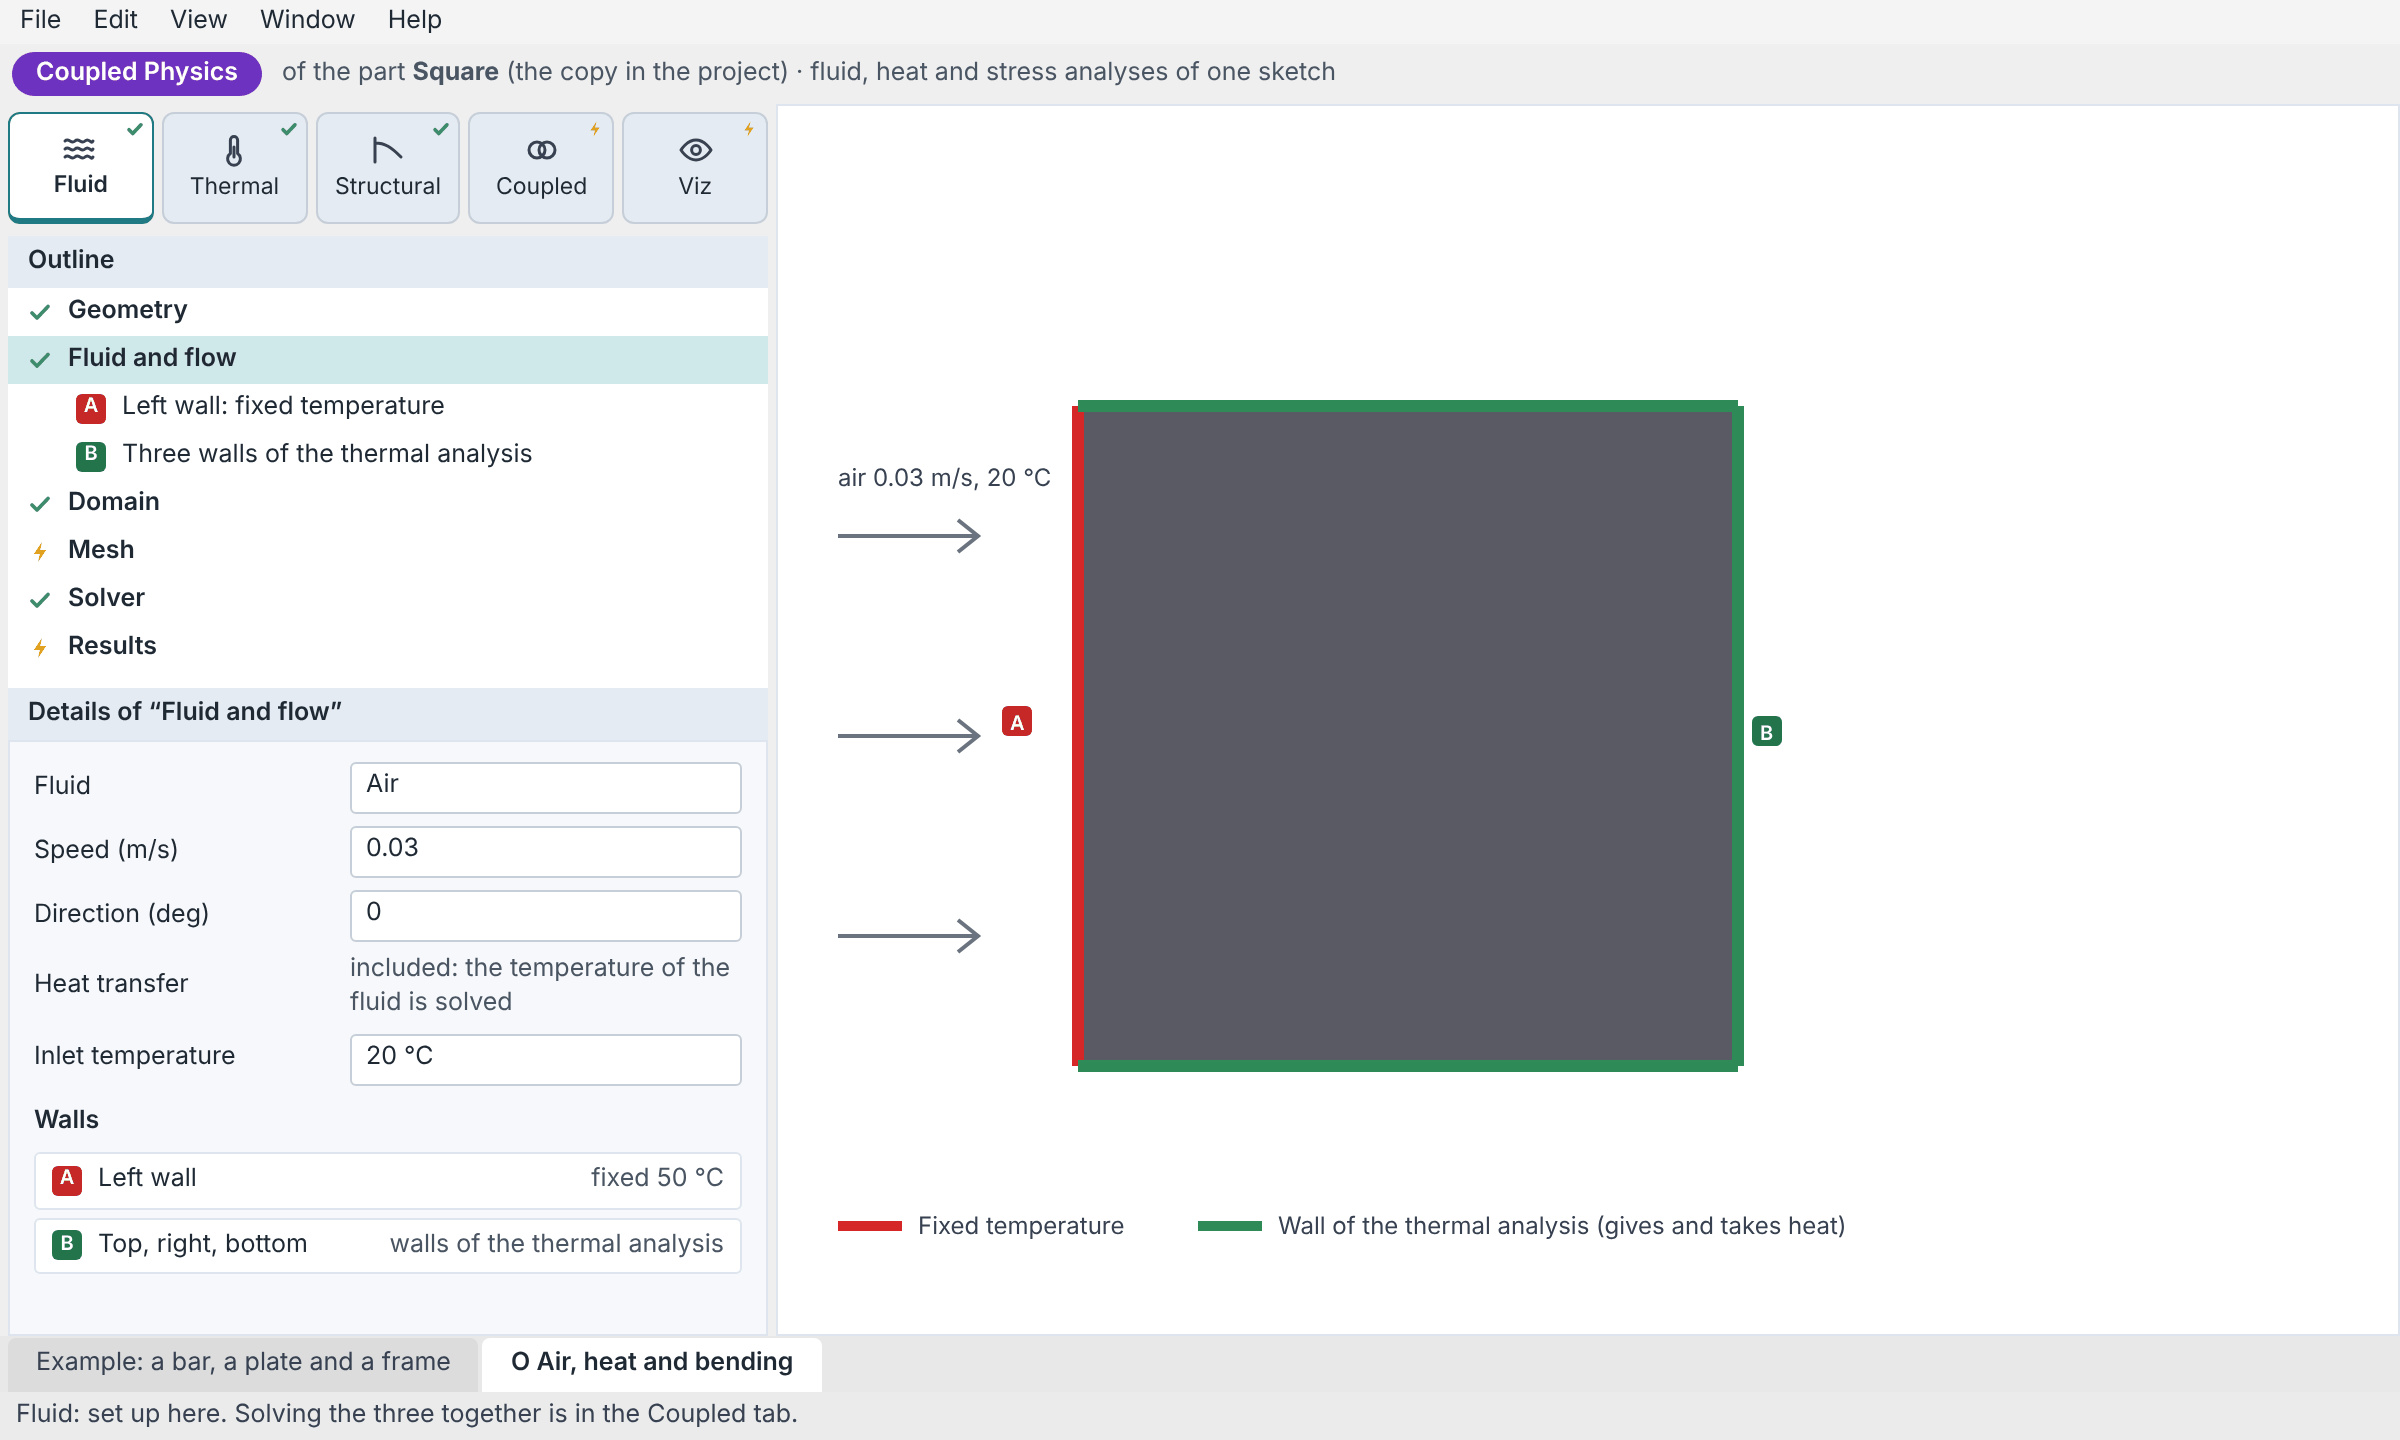 File Edit View Window Help
Coupled Physics of the part Square (the copy in the project) · fluid, heat and stress analyses of one sketch
Fluid Thermal Structural Coupled Viz
Outline
Geometry
Fluid and flow
A Left wall: fixed temperature
B Three walls of the thermal analysis
Domain
Mesh
Solver
Results
Details of “Fluid and flow”
Fluid Air
Speed (m/s) 0.03
Direction (deg) 0
Heat transfer included: the temperature of the
fluid is solved
Inlet temperature 20 °C
Walls
A Left wall fixed 50 °C
B Top, right, bottom walls of the thermal analysis
air 0.03 m/s, 20 °C
A
B
Fixed temperature Wall of the thermal analysis (gives and takes heat)
Example: a bar, a plate and a frame O Air, heat and bending
Fluid: set up here. Solving the three together is in the Coupled tab.